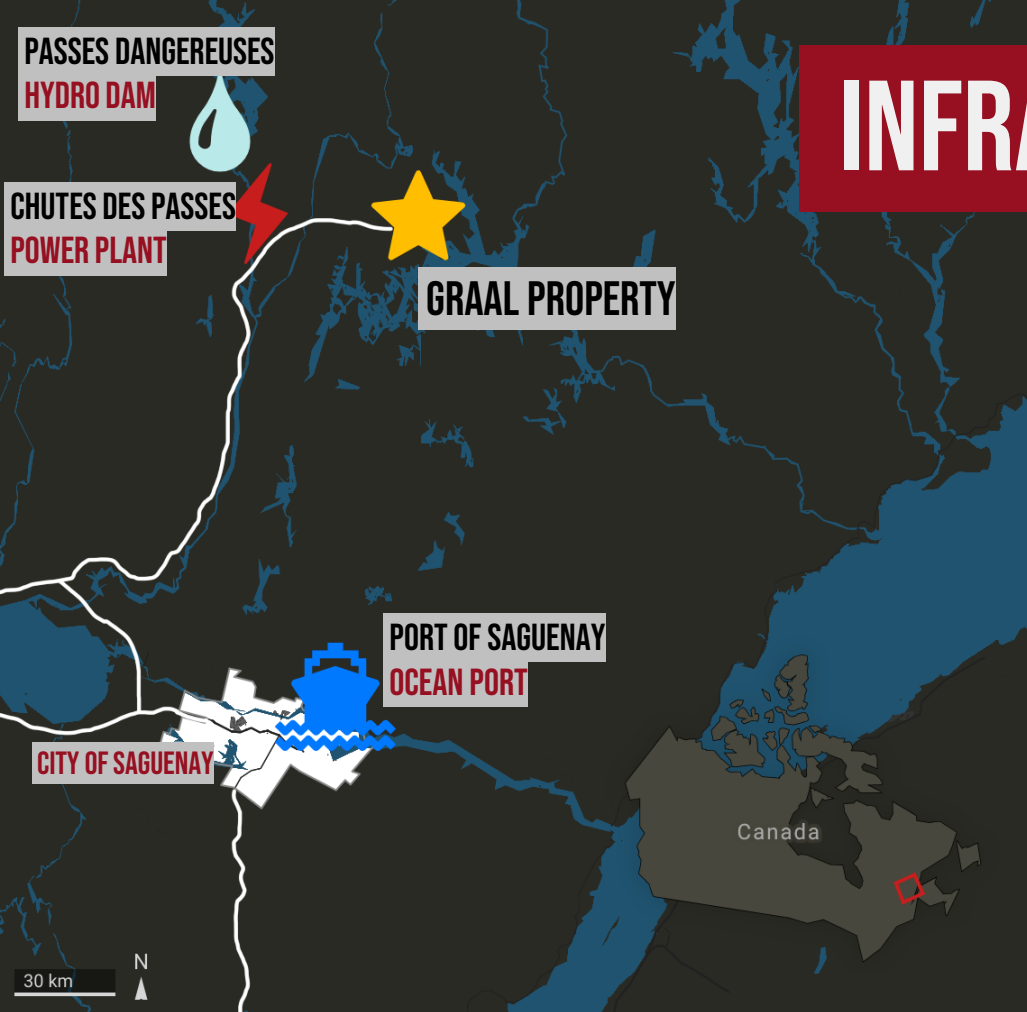 PASSES DANGEREUSES
HYDRO DAM
INFRA
CHUTES DES PASSES
POWER PLANT
GRAAL PROPERTY
PORT OF SAGUENAY
OCEAN PORT
CITY OF SAGUENAY
Canada
N
30 km